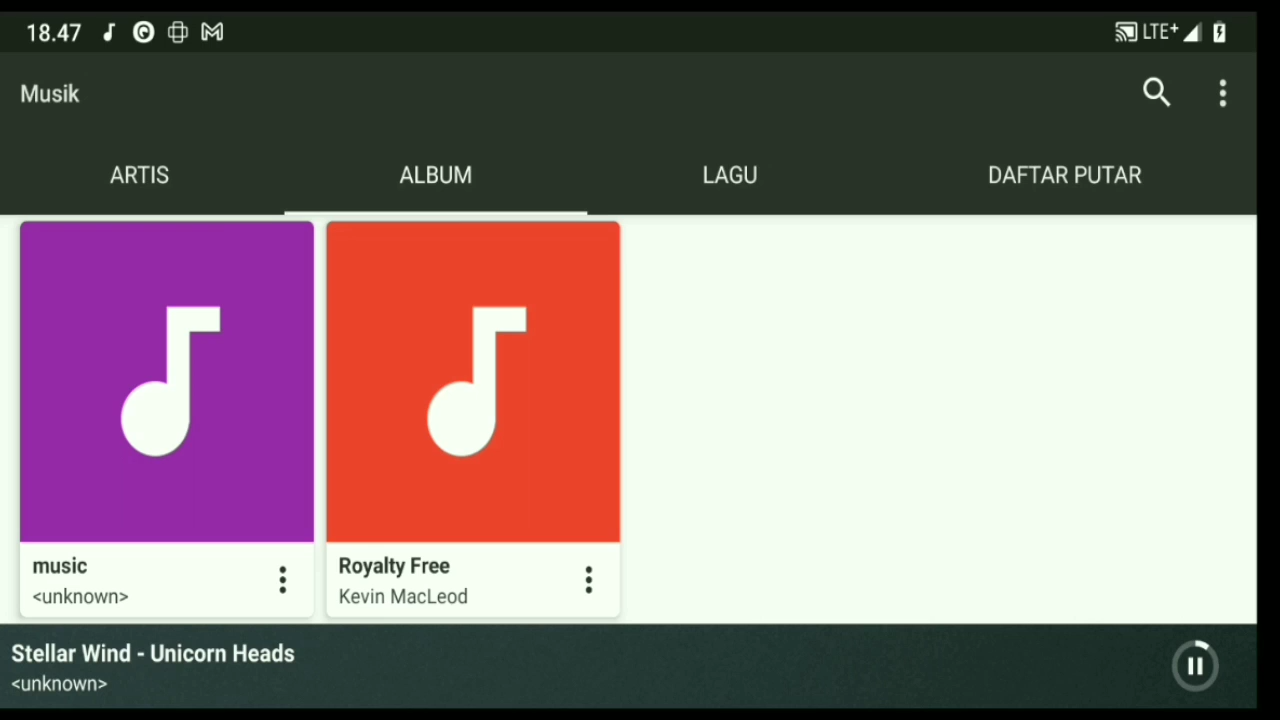 18.47
LTE+
Musik
ARTIS
ALBUM
LAGU
DAFTAR PUTAR
music
<unknown>
Royalty Free
Kevin MacLeod
Stellar Wind - Unicorn Heads
<unknown>